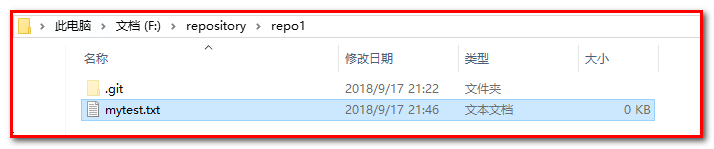 此电脑 > 文档 (F:) > repository > repo1
名称 修改日期 类型 大小
.git 2018/9/17 21:22 文件夹
mytest.txt 2018/9/17 21:46 文本文档 0 KB